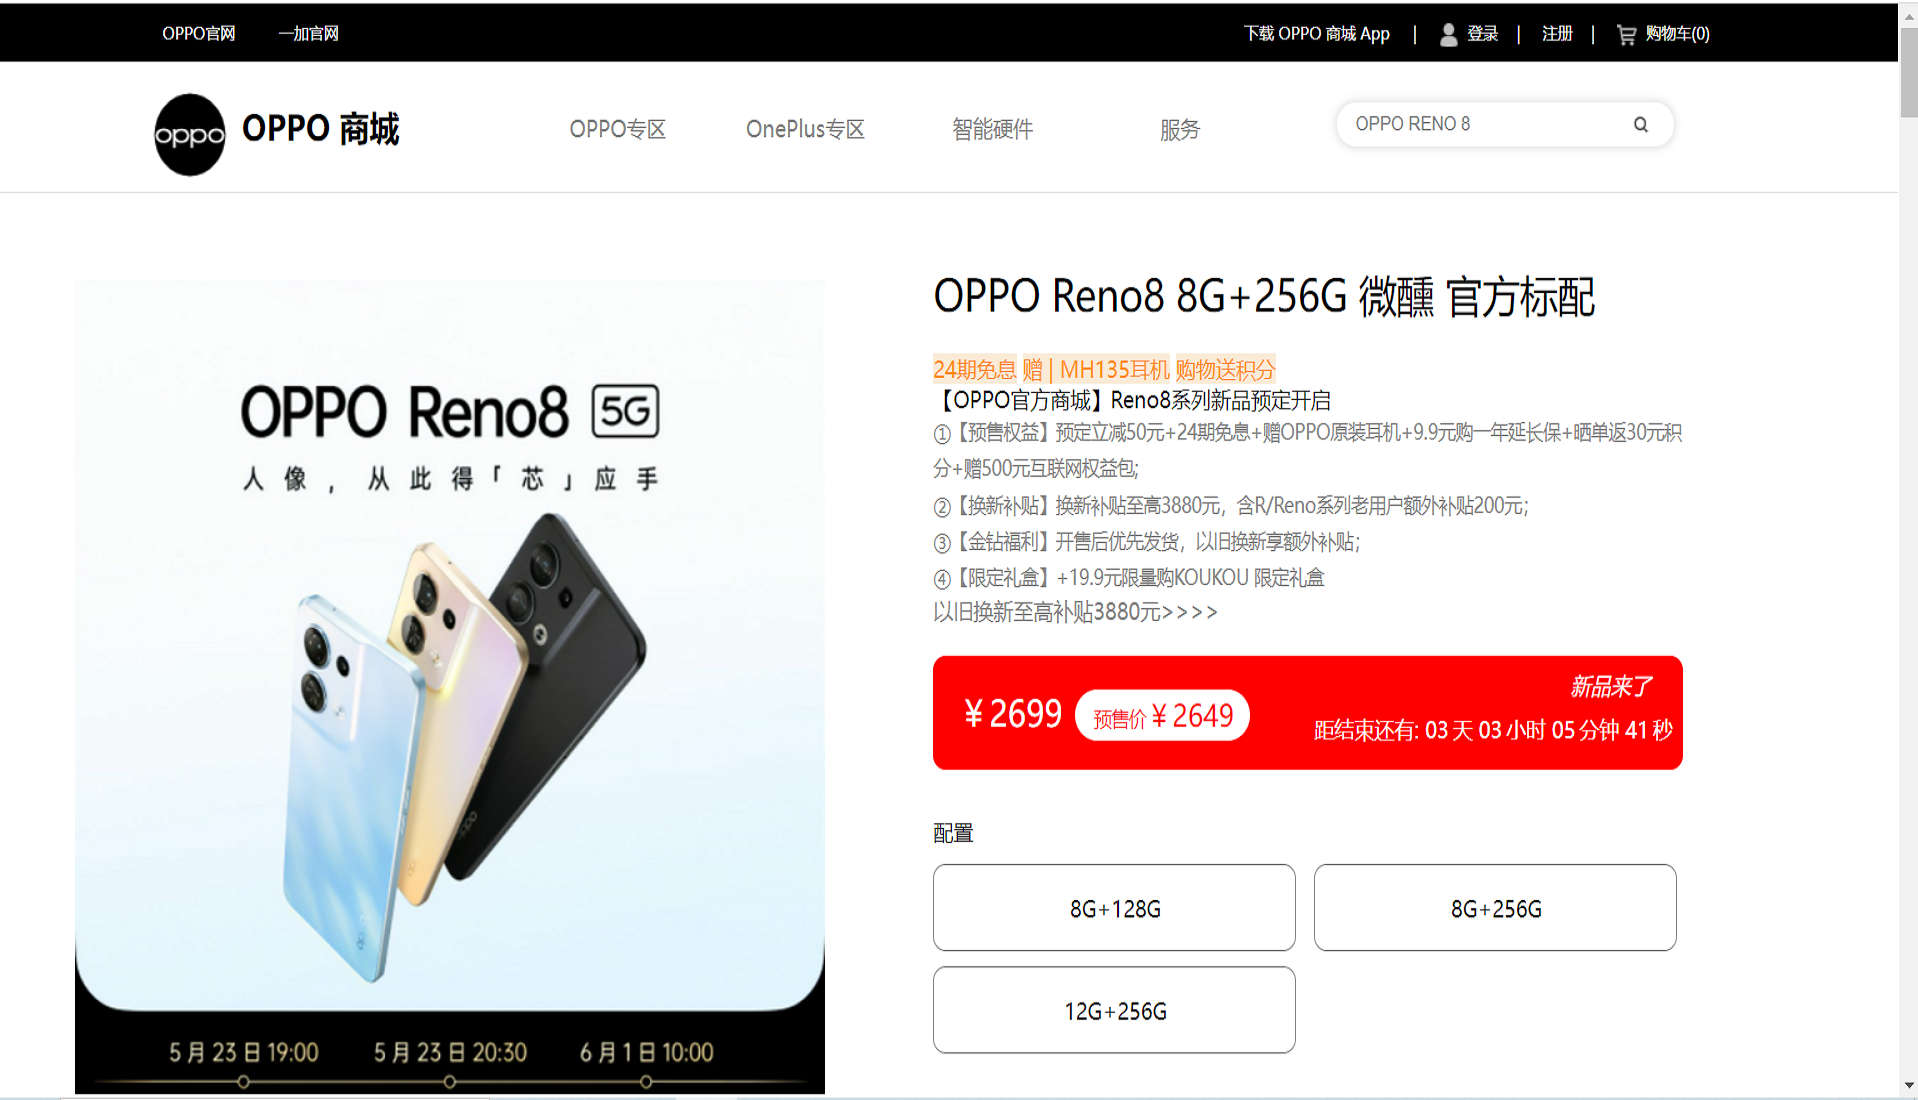 OPPO官网 一加官网 下载 OPPO 商城 App | 登录 | 注册 | 购物车(0)
oppo OPPO 商城 OPPO专区 OnePlus专区 智能硬件 服务 OPPO RENO 8
OPPO Reno8 5G
人像，从此得「芯」应手
oppo
5 月 23 日 19:00 5 月 23 日 20:30 6 月 1 日 10:00
OPPO Reno8 8G+256G 微醺 官方标配
24期免息 赠 | MH135耳机 购物送积分
【OPPO官方商城】Reno8系列新品预定开启
①【预售权益】预定立减50元+24期免息+赠OPPO原装耳机+9.9元购一年延长保+晒单返30元积
分+赠500元互联网权益包;
②【换新补贴】换新补贴至高3880元，含R/Reno系列老用户额外补贴200元；
③【金钻福利】开售后优先发货，以旧换新享额外补贴；
④【限定礼盒】+19.9元限量购KOUKOU 限定礼盒
以旧换新至高补贴3880元>>>>
新品来了
￥2699 预售价￥2649
距结束还有: 03 天 03 小时 05 分钟 41 秒
配置
8G+128G 8G+256G
12G+256G